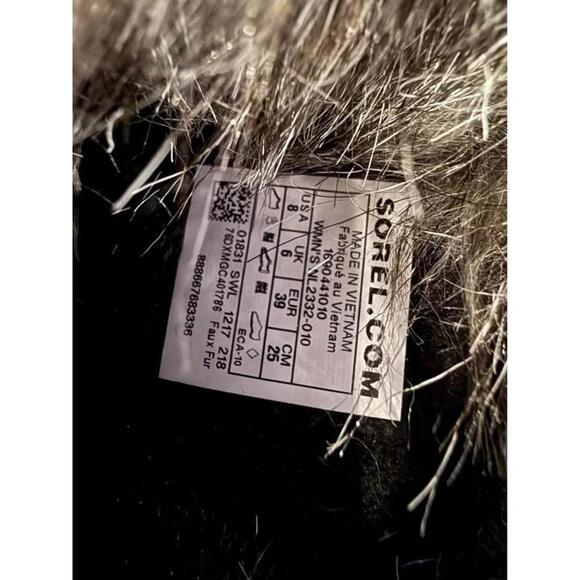 SOREL.COM
MADE IN VIETNAM
Fabriqué au Vietnam
1690441010
WMN'S NL2332-010
USA UK EUR CM
8 6 39 25
ECA-10
01831 SWL 1217 218
76DXMGC401786 Faux Fur
888667683336